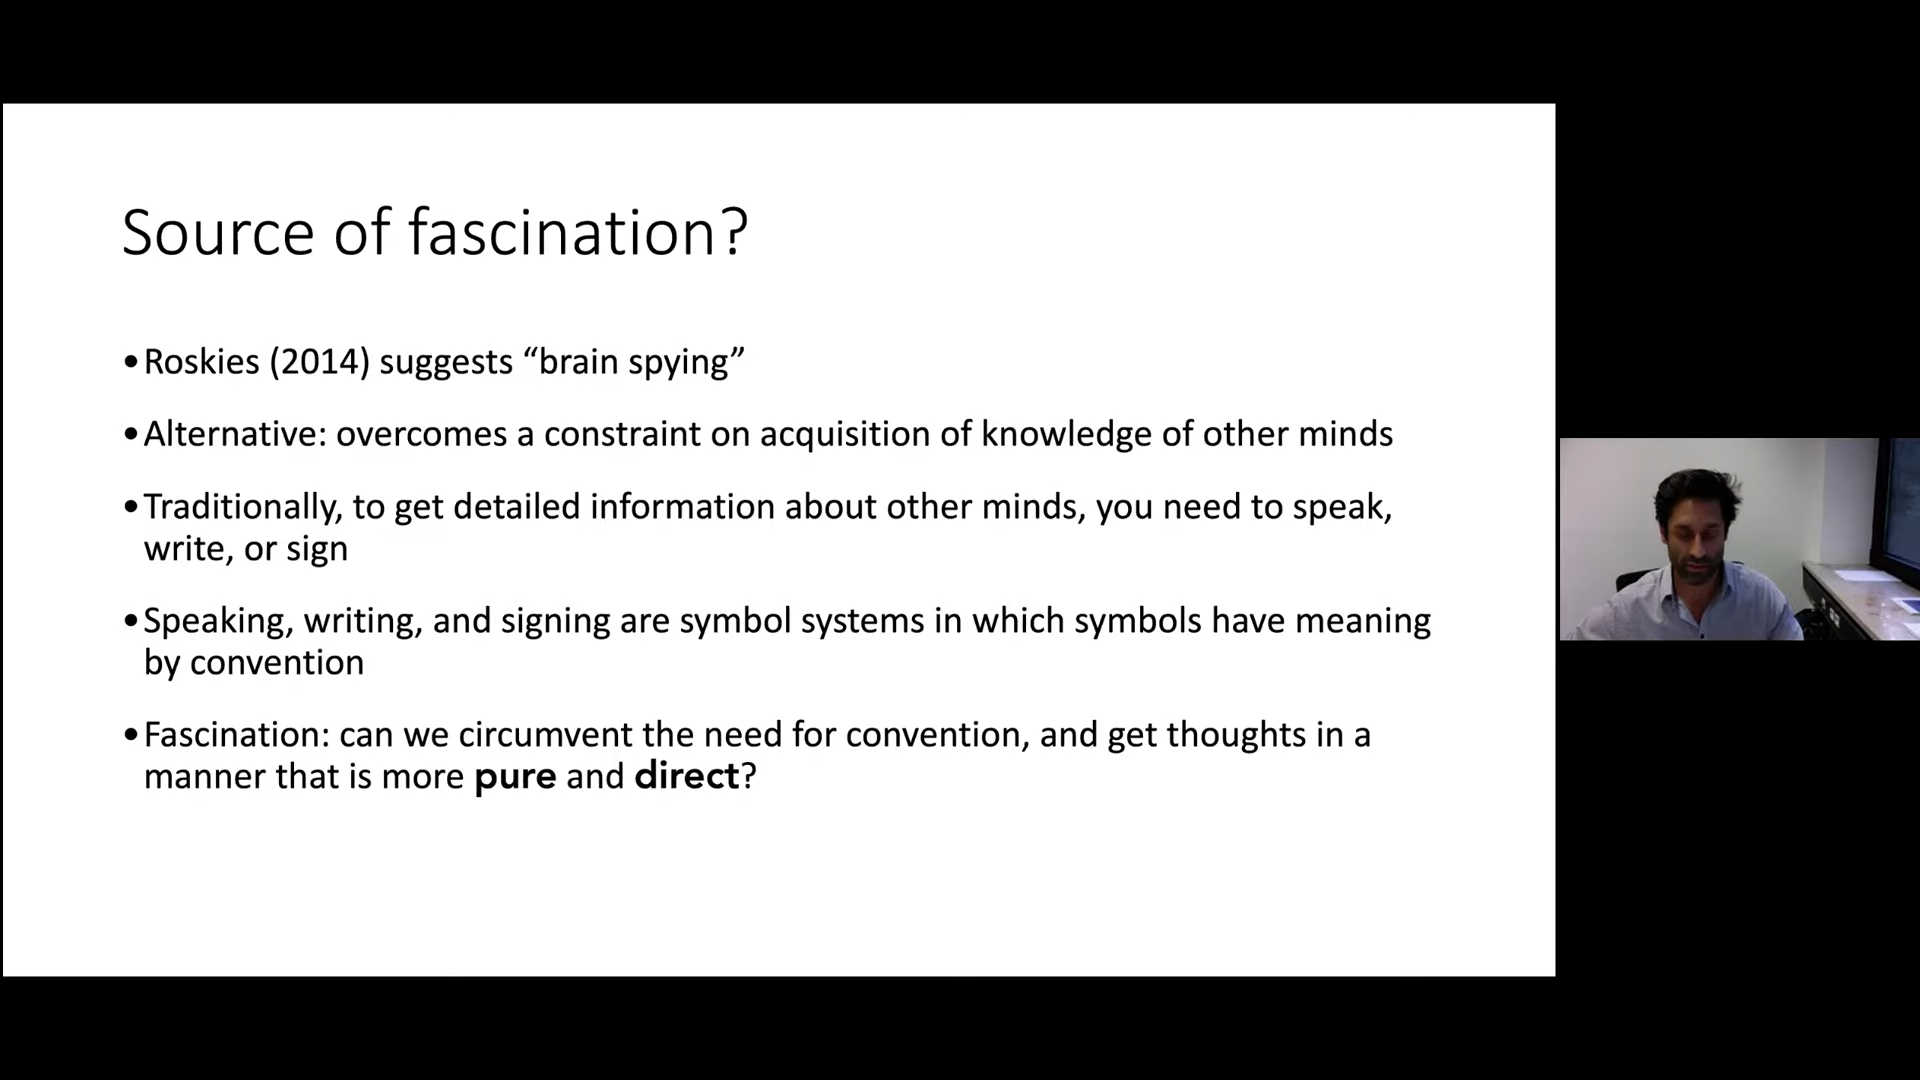 Source of fascination?
•Roskies (2014) suggests “brain spying”
•Alternative: overcomes a constraint on acquisition of knowledge of other minds
•Traditionally, to get detailed information about other minds, you need to speak,
write, or sign
•Speaking, writing, and signing are symbol systems in which symbols have meaning
by convention
•Fascination: can we circumvent the need for convention, and get thoughts in a
manner that is more pure and direct?